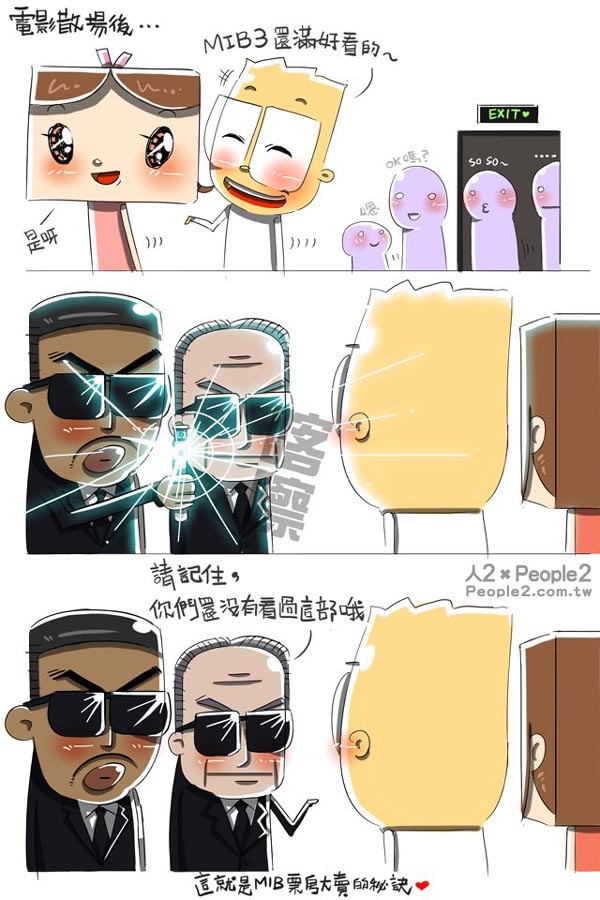 電影散場後...
MIB3還滿好看的~
是呀
EXIT♥
OK嗎?
嗯
so so~
....
客察
人2×People2
People2.com.tw
請記住,
你們還沒有看過這部哦
這就是MIB票房大賣的秘訣♥